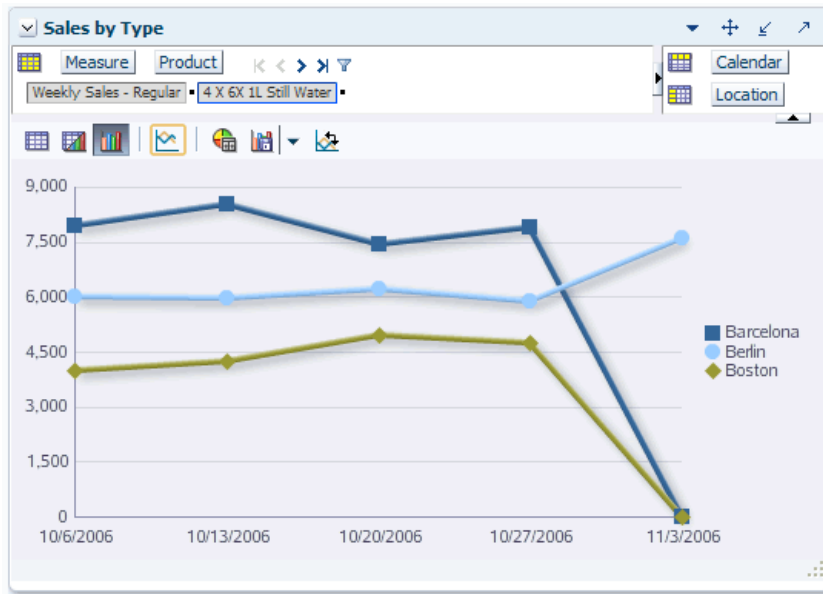 Sales by Type
Measure Product
Calendar
Weekly Sales - Regular 4 X 6X 1L Still Water
Location
9,000
7,500
6,000
4,500
3,000
1,500
0
Barcelona
Berlin
Boston
10/6/2006 10/13/2006 10/20/2006 10/27/2006 11/3/2006